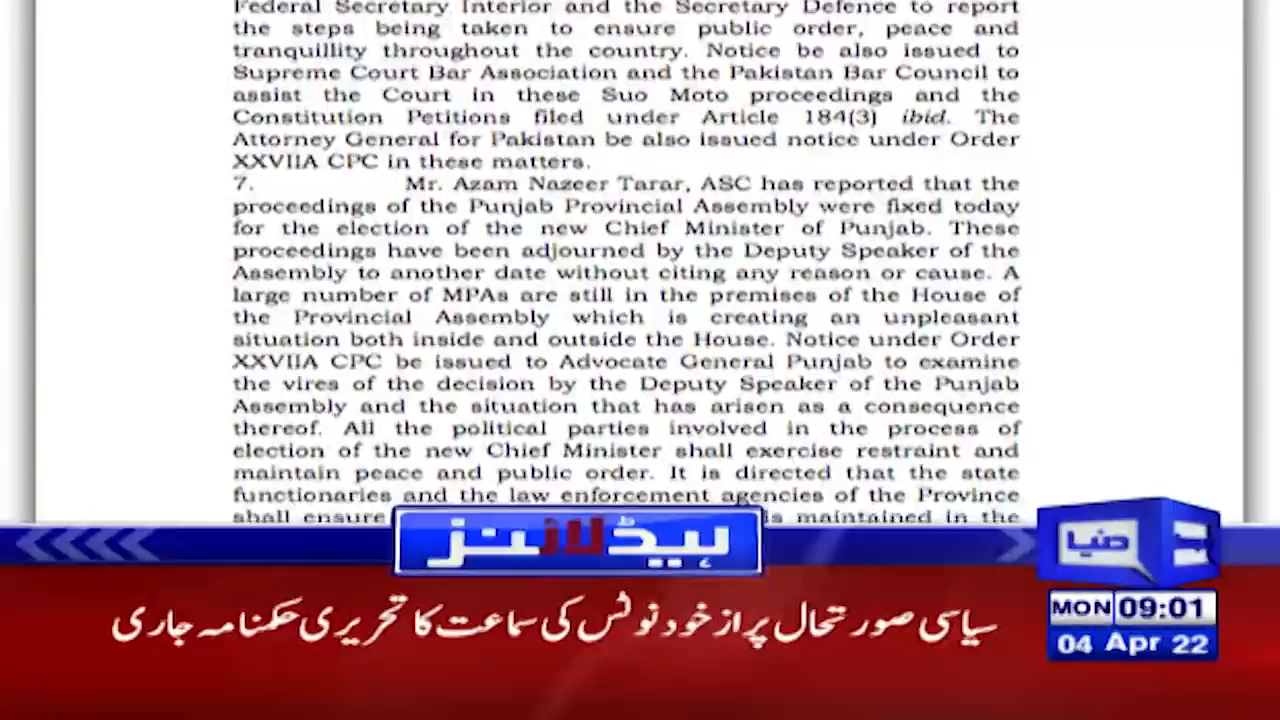 Federal Secretary Interior and the Secretary Defence to report
the steps being taken to ensure public order, peace and
tranquillity throughout the country. Notice be also issued to
Supreme Court Bar Association and the Pakistan Bar Council to
assist the Court in these Suo Moto proceedings and the
Constitution Petitions filed under Article 184(3) ibid. The
Attorney General for Pakistan be also issued notice under Order
XXVIIA CPC in these matters.
7. Mr. Azam Nazeer Tarar, ASC has reported that the
proceedings of the Punjab Provincial Assembly were fixed today
for the election of the new Chief Minister of Punjab. These
proceedings have been adjourned by the Deputy Speaker of the
Assembly to another date without citing any reason or cause. A
large number of MPAs are still in the premises of the House of
the Provincial Assembly which is creating an unpleasant
situation both inside and outside the House. Notice under Order
XXVIIA CPC be issued to Advocate General Punjab to examine
the vires of the decision by the Deputy Speaker of the Punjab
Assembly and the situation that has arisen as a consequence
thereof. All the political parties involved in the process of
election of the new Chief Minister shall exercise restraint and
maintain peace and public order. It is directed that the state
functionaries and the law enforcement agencies of the Province
shall ensure is maintained in the
ہیڈلائنز
دنیا
سیاسی صورتحال پر از خود نوٹس کی سماعت کا تحریری حکمنامہ جاری
MON 09:01
04 Apr 22